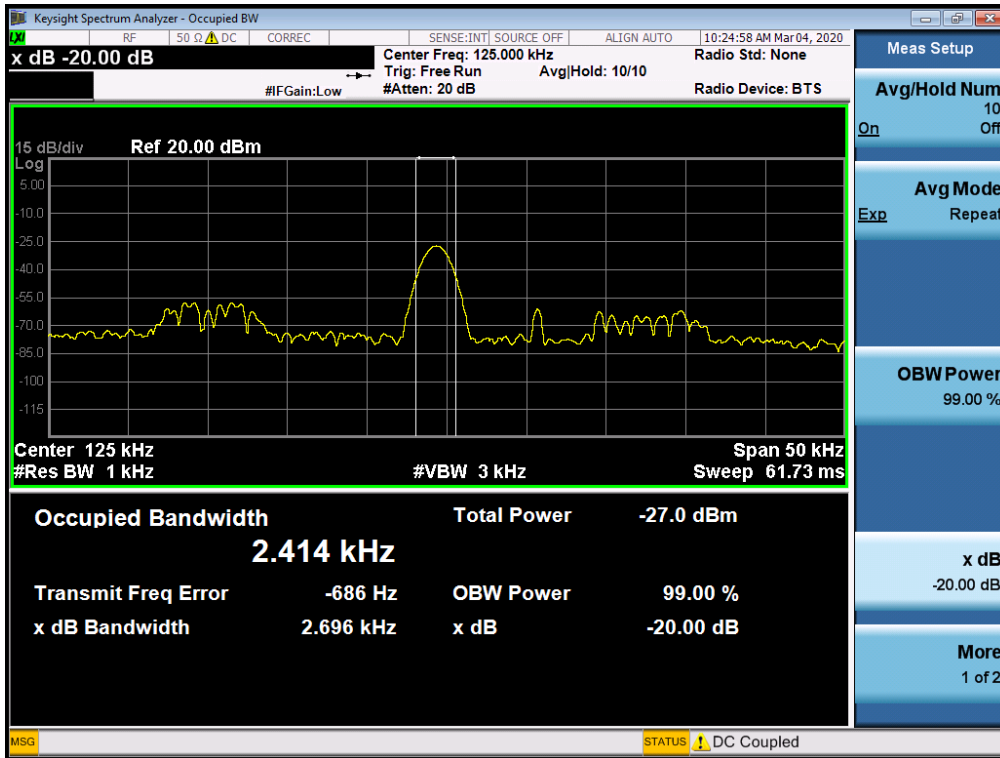 Keysight Spectrum Analyzer - Occupied BW
LXI RF 50 Ω DC CORREC SENSE:INT SOURCE OFF ALIGN AUTO 10:24:58 AM Mar 04, 2020
x dB -20.00 dB
Center Freq: 125.000 kHz Radio Std: None
Trig: Free Run Avg|Hold: 10/10
#IFGain:Low #Atten: 20 dB Radio Device: BTS
15 dB/div Ref 20.00 dBm
Log
5.00
-10.0
-25.0
-40.0
-55.0
-70.0
-85.0
-100
-115
Center 125 kHz Span 50 kHz
#Res BW 1 kHz #VBW 3 kHz Sweep 61.73 ms
Occupied Bandwidth Total Power -27.0 dBm
2.414 kHz
Transmit Freq Error -686 Hz OBW Power 99.00 %
x dB Bandwidth 2.696 kHz x dB -20.00 dB
Meas Setup
Avg/Hold Num
10
On Off
Avg Mode
Exp Repeat
OBW Power
99.00 %
x dB
-20.00 dB
More
1 of 2
MSG STATUS DC Coupled